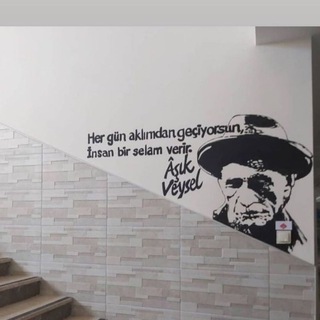 Her gün aklımdan geçiyorsun,
İnsan bir selam verir.
Âşık
Veysel